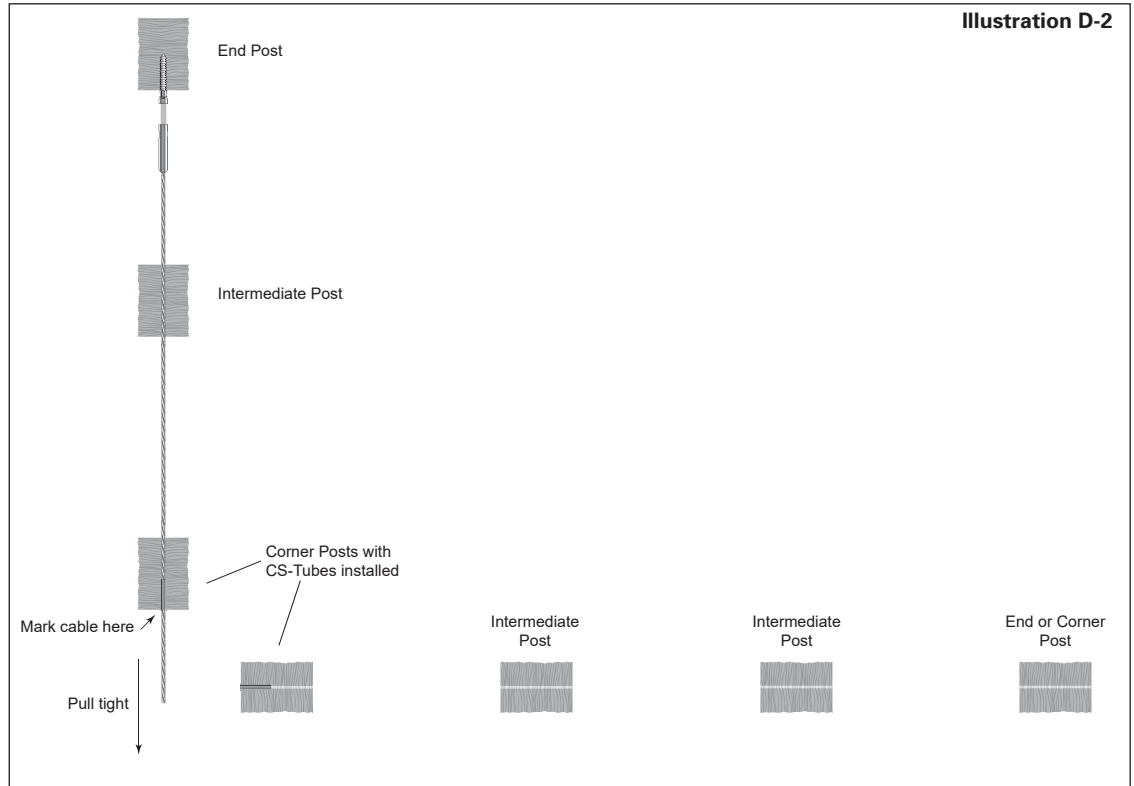 Illustration D-2
End Post
Intermediate Post
Corner Posts with
CS-Tubes installed
Mark cable here
Pull tight
Intermediate
Post
Intermediate
Post
End or Corner
Post